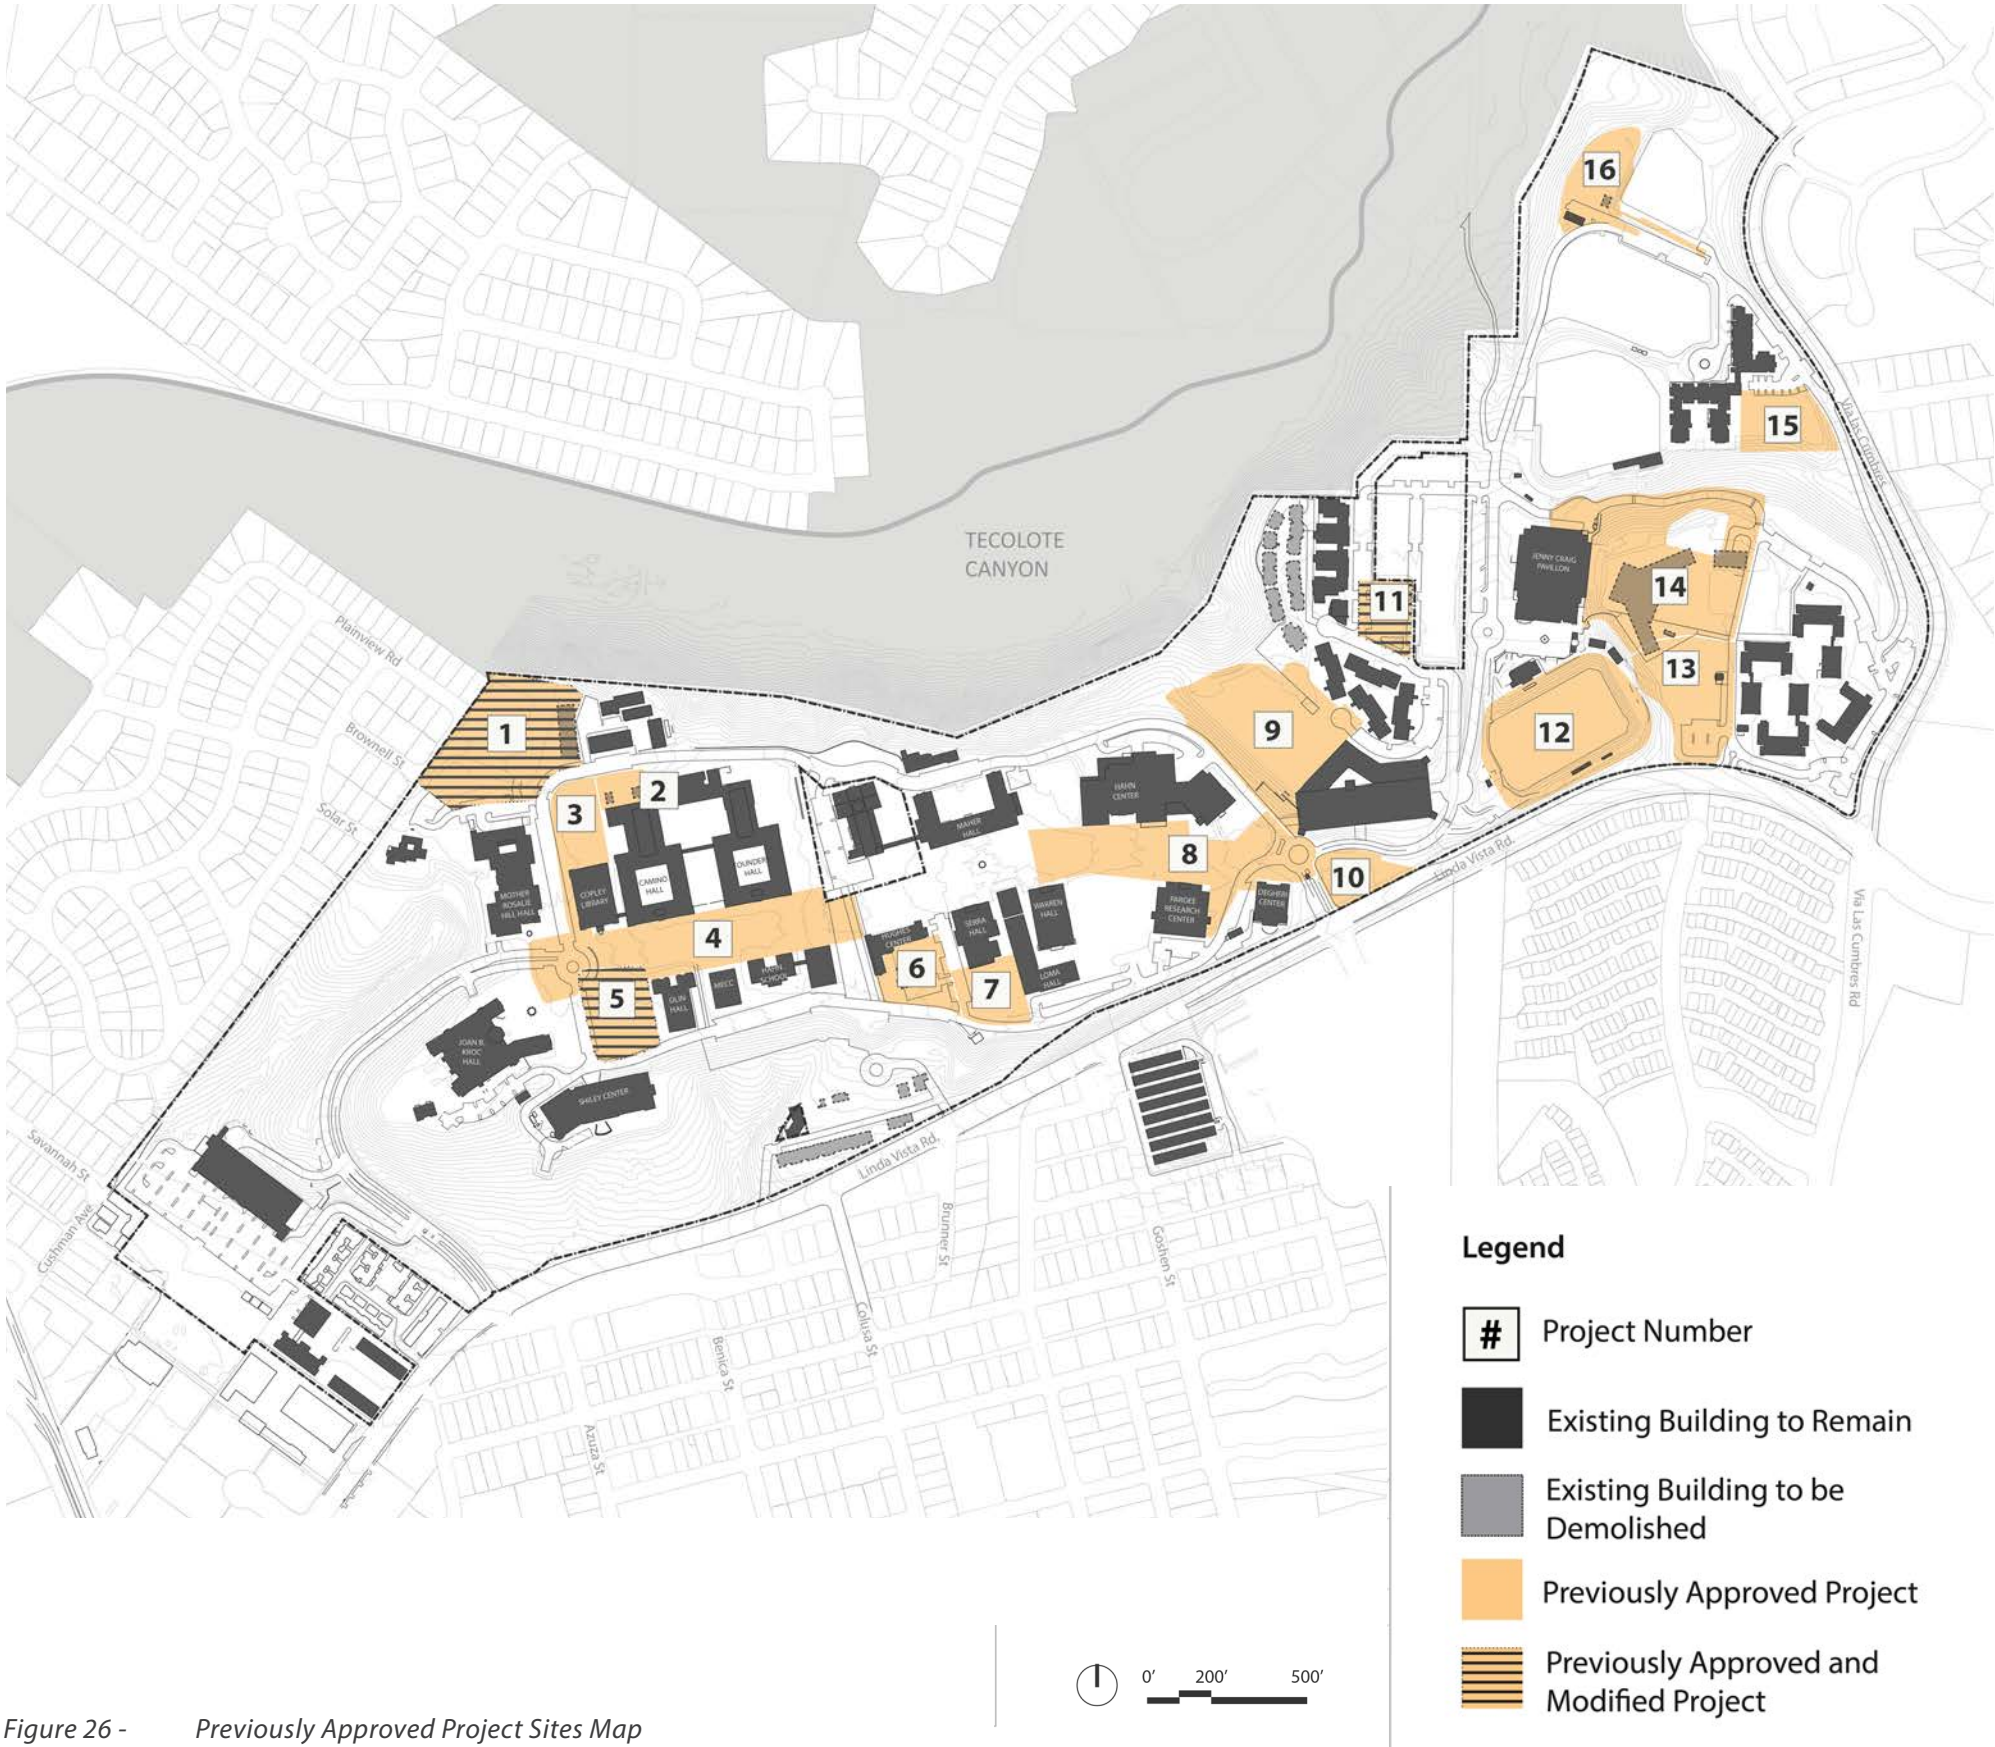 16
15
Via Las Cumbres
TECOLOTE
CANYON
JENNY CRAIG
PAVILLON
14
11
13
12
Plainview Rd
1
Brownell St
9
2
3
Solar St
HAHN
CENTER
MAHER
HALL
8
FOUNDER
HALL
CAMINO
HALL
COPLEY
LIBRARY
MOTHER
ROSALIE
HILL HALL
10
Linda Vista Rd.
DEGHERI
CENTER
PARDEE
RESEARCH
CENTER
WARREN
HALL
SERRA
HALL
HUGHES
CENTER
4
6
7
LOMA
HALL
HAHN
SCHOOL
MECC
OLIN
HALL
5
Via Las Cumbres Rd
JOAN B.
KROC
HALL
SHILEY CENTER
Linda Vista Rd.
Savannah St
Cushman Ave
Brunner St
Goshen St
Colusa St
Benica St
Azuza St
Legend
# Project Number
Existing Building to Remain
Existing Building to be
Demolished
Previously Approved Project
Previously Approved and
Modified Project
0' 200' 500'
Figure 26 - Previously Approved Project Sites Map